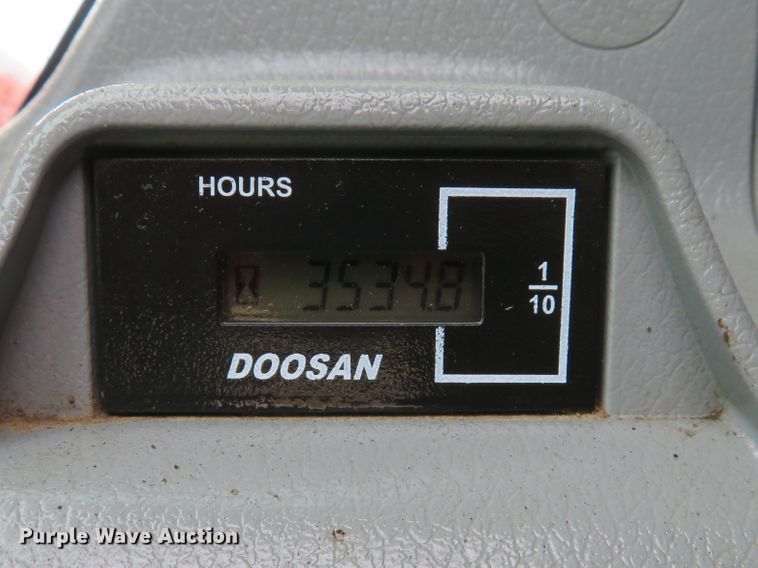 HOURS
3534.8
1
10
DOOSAN
Purple Wave Auction